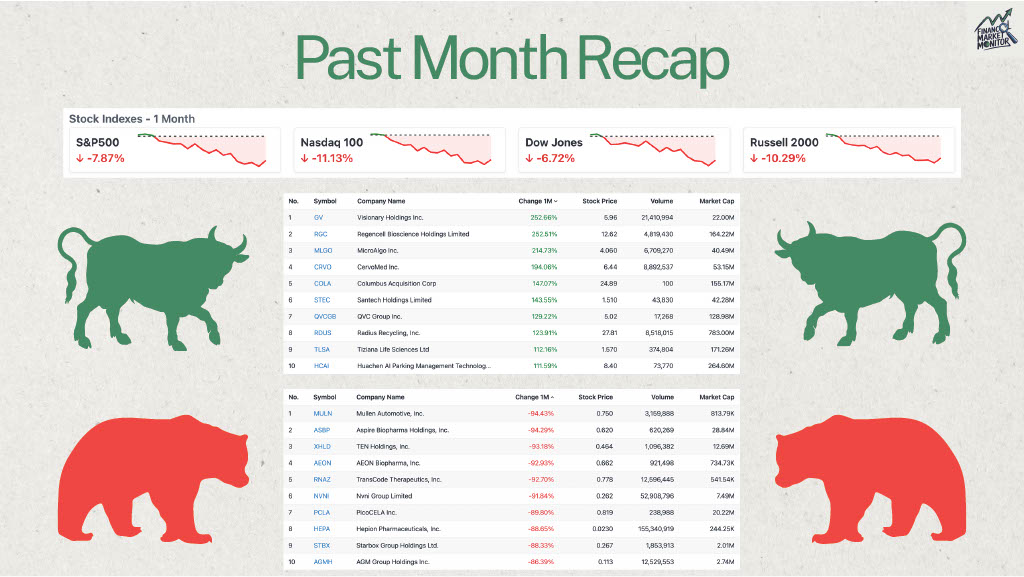 FINANCIAL
MARKET
MONITOR
Past Month Recap
Stock Indexes - 1 Month
S&P500
↓ -7.87%
Nasdaq 100
↓ -11.13%
Dow Jones
↓ -6.72%
Russell 2000
↓ -10.29%
No. Symbol Company Name Change 1M Stock Price Volume Market Cap
1 GV Visionary Holdings Inc. 252.66% 5.96 21,410,994 22.00M
2 RGC Regencell Bioscience Holdings Limited 252.51% 12.62 4,819,430 164.22M
3 MLGO MicroAlgo Inc. 214.73% 4.060 6,709,270 40.49M
4 CRVO CervoMed Inc. 194.06% 6.44 8,892,537 53.15M
5 COLA Columbus Acquisition Corp 147.07% 24.89 100 155.17M
6 STEC Santech Holdings Limited 143.55% 1.510 43,830 42.28M
7 QVCGB QVC Group Inc. 129.22% 5.02 17,268 128.98M
8 RDUS Radius Recycling, Inc. 123.91% 27.81 8,518,015 783.00M
9 TLSA Tiziana Life Sciences Ltd 112.16% 1.570 374,804 171.26M
10 HCAI Huachen AI Parking Management Technolog... 111.59% 8.40 73,770 264.60M
No. Symbol Company Name Change 1M Stock Price Volume Market Cap
1 MULN Mullen Automotive, Inc. -94.43% 0.750 3,159,888 813.79K
2 ASBP Aspire Biopharma Holdings, Inc. -94.29% 0.620 620,269 28.84M
3 XHLD TEN Holdings, Inc. -93.18% 0.464 1,096,382 12.69M
4 AEON AEON Biopharma, Inc. -92.93% 0.662 921,498 734.73K
5 RNAZ TransCode Therapeutics, Inc. -92.70% 0.778 12,596,445 541.54K
6 NVNI Nvni Group Limited -91.84% 0.262 52,908,796 7.49M
7 PCLA PicoCELA, Inc. -89.80% 0.819 238,988 20.22M
8 HEPA Hepion Pharmaceuticals, Inc. -88.65% 0.0230 155,340,919 244.25K
9 STBX Starbox Group Holdings Ltd. -88.33% 0.267 1,853,913 2.01M
10 AGMH AGM Group Holdings, Inc. -86.39% 0.113 12,529,553 2.74M